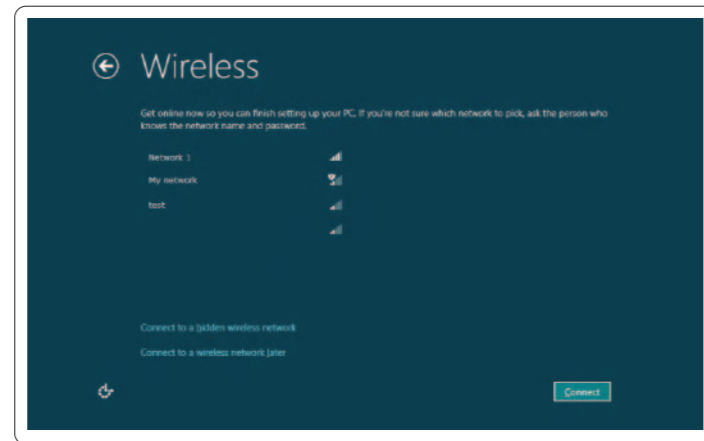 Wireless
Get online now so you can finish setting up your PC. If you're not sure which network to pick, ask the person who
knows the network name and password.
Network 1
My network
test
Connect to a hidden wireless network
Connect to a wireless network later
Connect